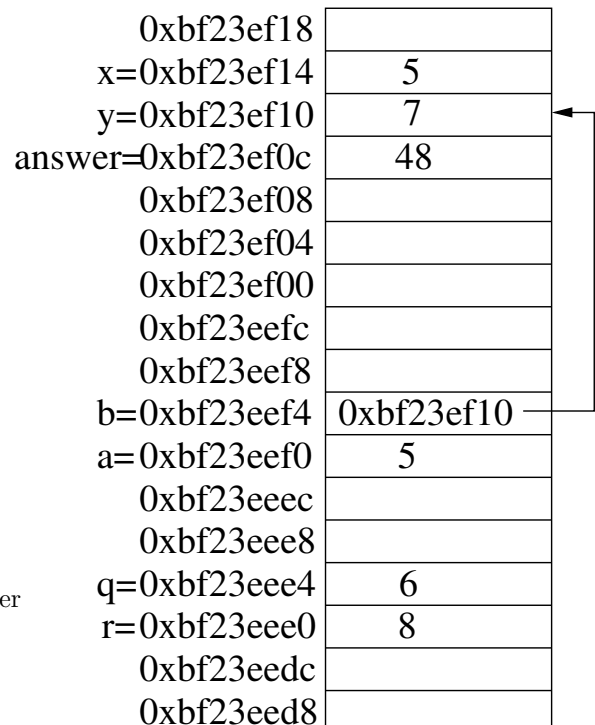 0xbf23ef18
x=0xbf23ef14 5
y=0xbf23ef10 7
answer=0xbf23ef0c 48
0xbf23ef08
0xbf23ef04
0xbf23ef00
0xbf23eefc
0xbf23eef8
b=0xbf23eef4 0xbf23ef10
a=0xbf23eef0 5
0xbf23eeec
0xbf23eee8
q=0xbf23eee4 6
er
r=0xbf23eee0 8
0xbf23eedc
0xbf23eed8